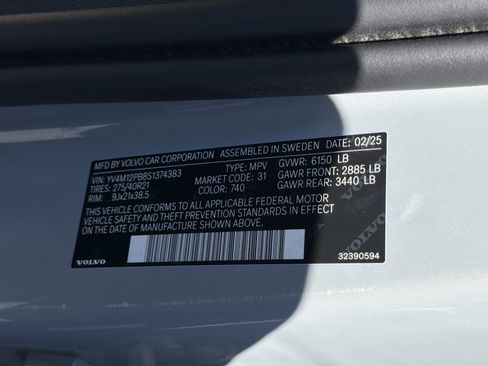 MFD BY VOLVO CAR CORPORATION ASSEMBLED IN SWEDEN DATE: 02/25
VIN: YV4M12PB8S1374383 TYPE: MPV GVWR: 6150 LB
TIRES: 275/40R21 MARKET CODE: 31 GAWR FRONT: 2885 LB
RIM: 9Jx21x38.5 COLOR: 740 GAWR REAR: 3440 LB
THIS VEHICLE CONFORMS TO ALL APPLICABLE FEDERAL MOTOR
VEHICLE SAFETY AND THEFT PREVENTION STANDARDS IN EFFECT
ON THE DATE OF MANUFACTURE SHOWN ABOVE.
VOLVO 32390594